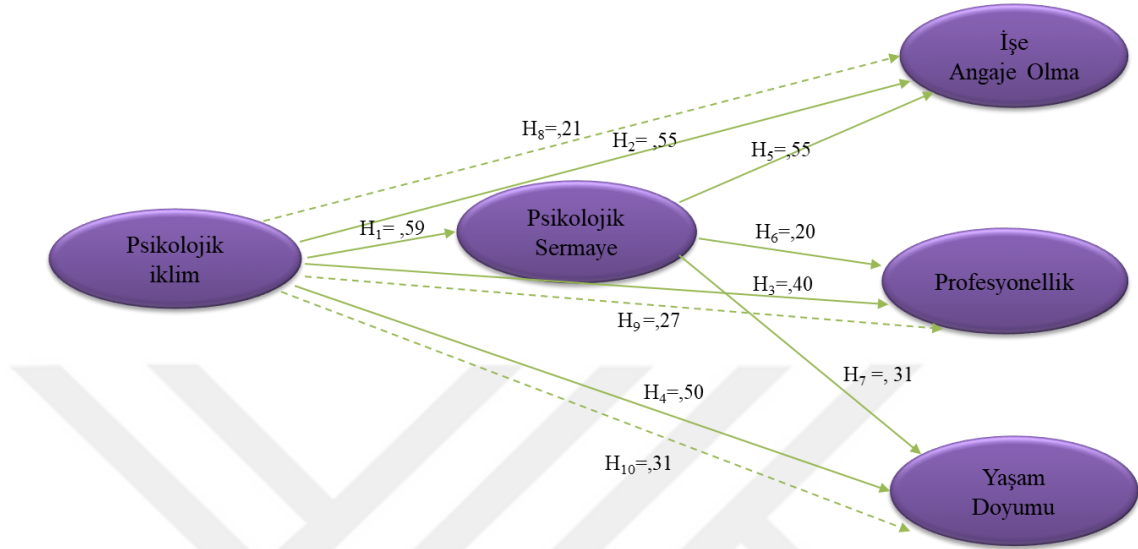 İşe
Angaje Olma
H₈=,21
H₂= ,55
H₅=,55
Psikolojik
Sermaye
H₁= ,59
Psikolojik
iklim
H₆=,20
H₃=,40
Profesyonellik
H₉=,27
H₇ =, 31
H₄=,50
H₁₀=,31
Yaşam
Doyumu